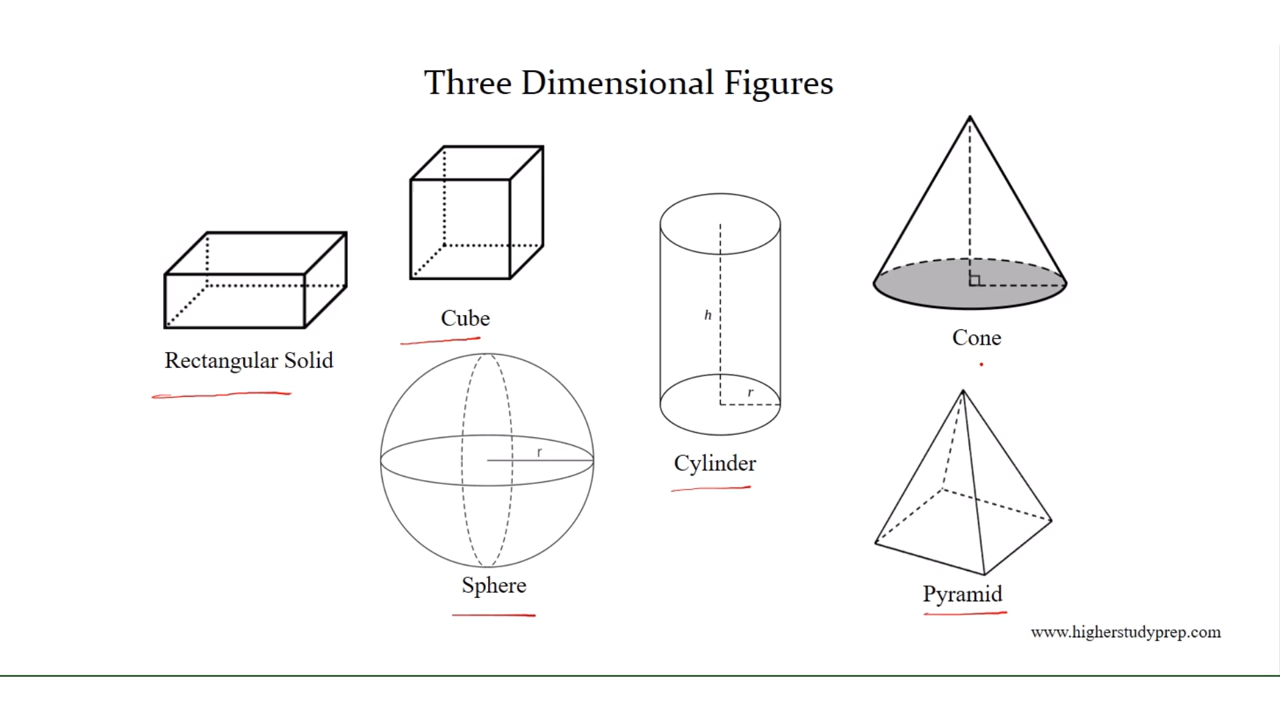 Three Dimensional Figures
Rectangular Solid
Cube
Sphere
r
h
r
Cylinder
Cone
Pyramid
www.higherstudyprep.com